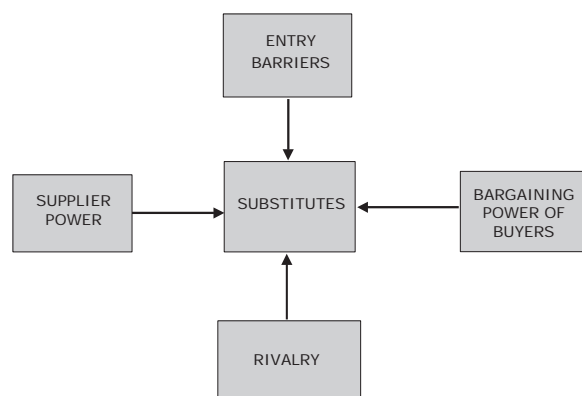 ENTRY
BARRIERS
SUPPLIER
POWER
SUBSTITUTES
BARGAINING
POWER OF
BUYERS
RIVALRY